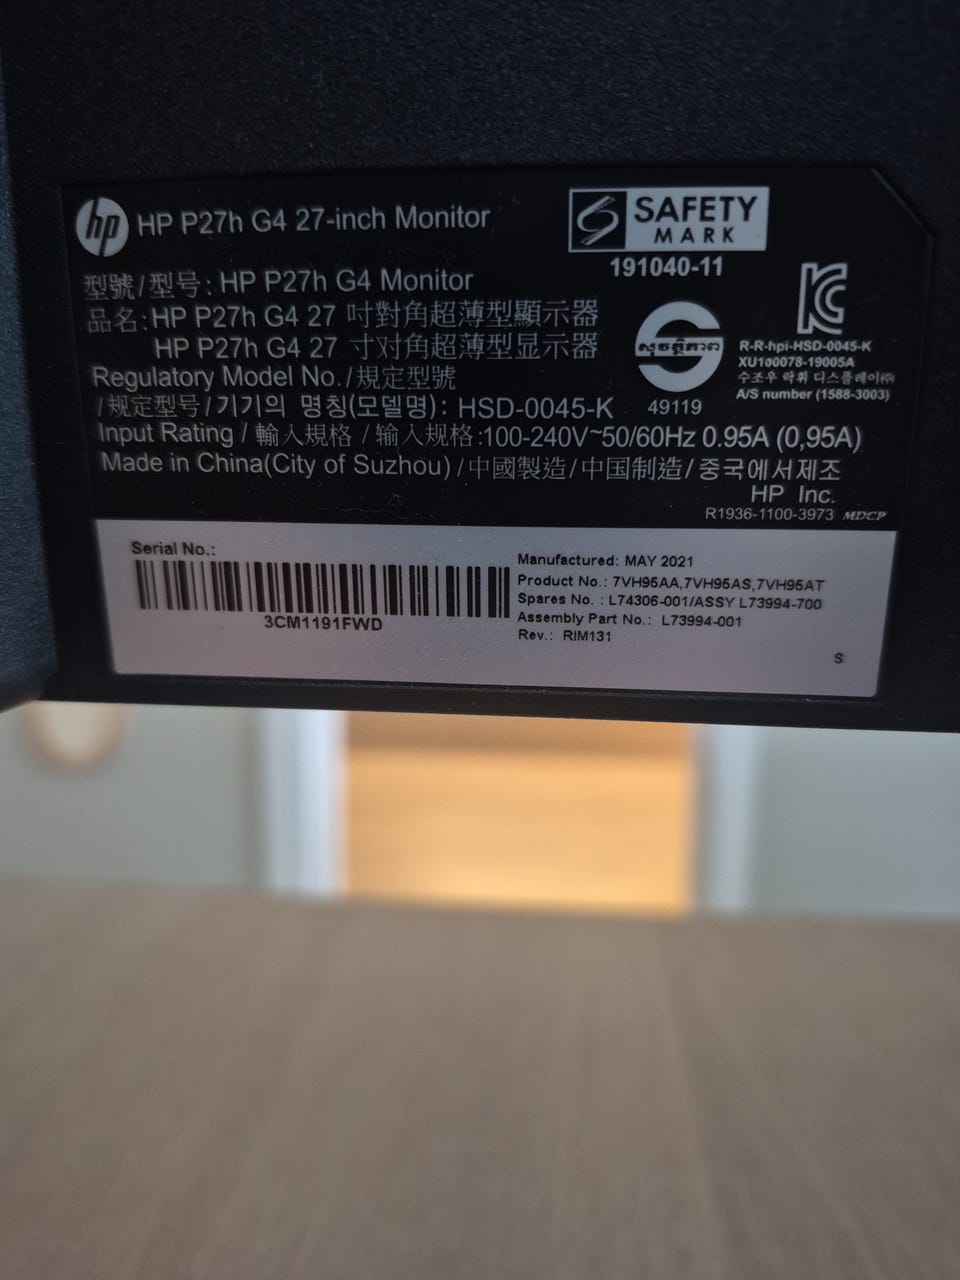 hp HP P27h G4 27-inch Monitor
型號/型号: HP P27h G4 Monitor
品名: HP P27h G4 27 吋對角超薄型顯示器
HP P27h G4 27 寸对角超薄型显示器
Regulatory Model No./規定型號
/规定型号/기기의 명칭(모델명): HSD-0045-K
Input Rating / 輸入規格 / 输入规格:100-240V~50/60Hz 0.95A (0,95A)
Made in China(City of Suzhou)/中國製造/中国制造/중국에서제조
HP Inc.
R1936-1100-3973 MDCP
SAFETY
MARK
191040-11
49119
R-R-hpi-HSD-0045-K
XU100078-19005A
수조우 락휘 디스플레이㈜
A/S number (1588-3003)
Serial No.:
3CM1191FWD
Manufactured: MAY 2021
Product No.: 7VH95AA,7VH95AS,7VH95AT
Spares No. : L74306-001/ASSY L73994-700
Assembly Part No.: L73994-001
Rev.: RIM131
S